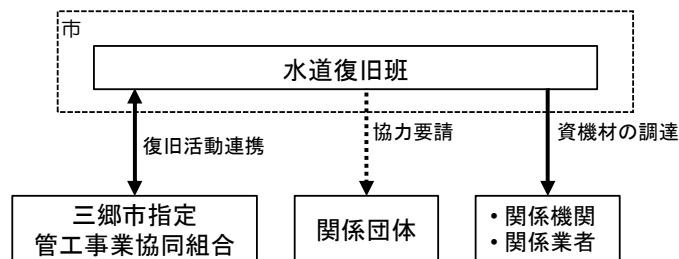 市
水道復旧班
復旧活動連携
協力要請
資機材の調達
三郷市指定
管工事業協同組合
関係団体
・関係機関
・関係業者